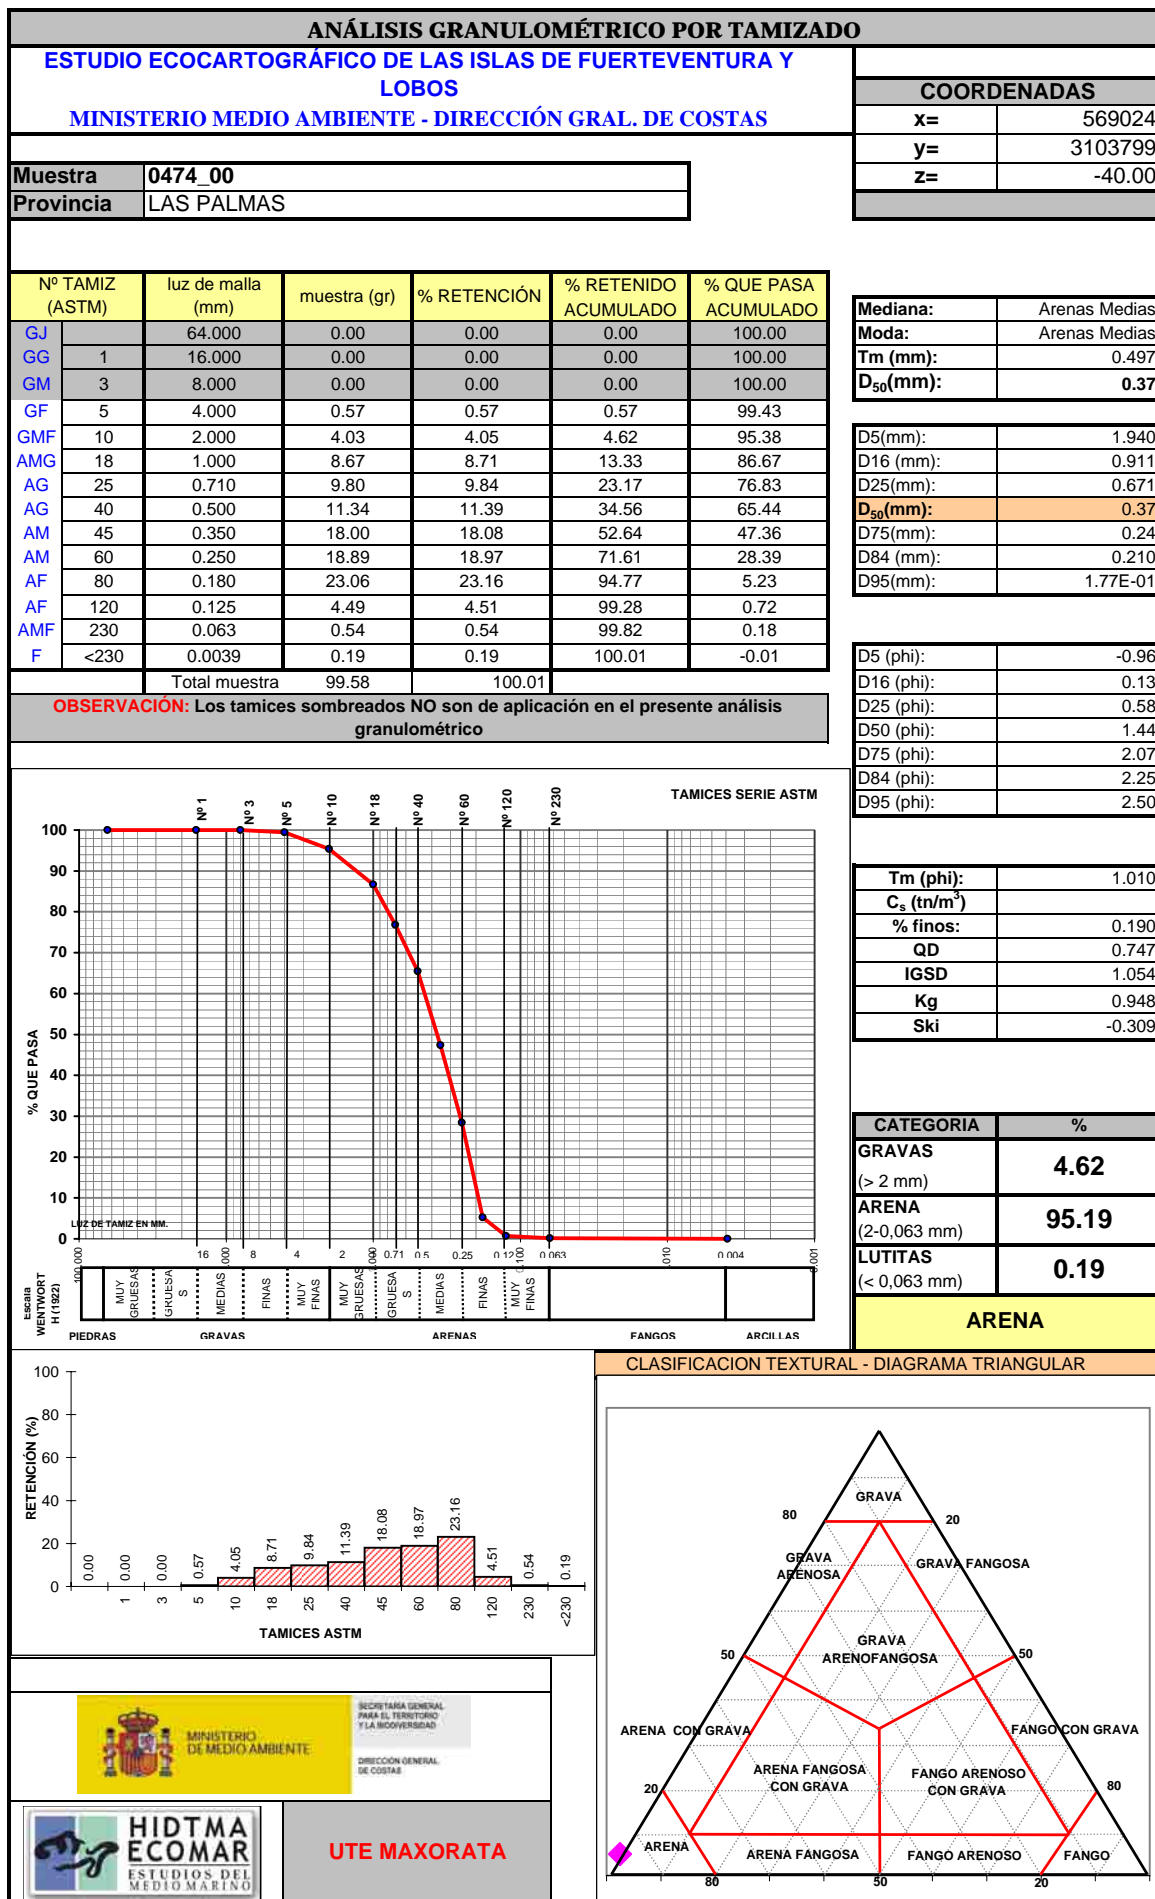 ANÁLISIS GRANULOMÉTRICO POR TAMIZADO
ESTUDIO ECOCARTOGRÁFICO DE LAS ISLAS DE FUERTEVENTURA Y
LOBOS
MINISTERIO MEDIO AMBIENTE - DIRECCIÓN GRAL. DE COSTAS
COORDENADAS
x= 569024
y= 3103799
z= -40.00
Muestra 0474_00
Provincia LAS PALMAS
Nº TAMIZ (ASTM) luz de malla (mm) muestra (gr) % RETENCIÓN % RETENIDO ACUMULADO % QUE PASA ACUMULADO
GJ 64.000 0.00 0.00 0.00 100.00
GG 1 16.000 0.00 0.00 0.00 100.00
GM 3 8.000 0.00 0.00 0.00 100.00
GF 5 4.000 0.57 0.57 0.57 99.43
GMF 10 2.000 4.03 4.05 4.62 95.38
AMG 18 1.000 8.67 8.71 13.33 86.67
AG 25 0.710 9.80 9.84 23.17 76.83
AG 40 0.500 11.34 11.39 34.56 65.44
AM 45 0.350 18.00 18.08 52.64 47.36
AM 60 0.250 18.89 18.97 71.61 28.39
AF 80 0.180 23.06 23.16 94.77 5.23
AF 120 0.125 4.49 4.51 99.28 0.72
AMF 230 0.063 0.54 0.54 99.82 0.18
F <230 0.0039 0.19 0.19 100.01 -0.01
Total muestra 99.58 100.01
OBSERVACIÓN: Los tamices sombreados NO son de aplicación en el presente análisis
granulométrico
Mediana: Arenas Medias
Moda: Arenas Medias
Tm (mm): 0.497
D50(mm): 0.37
D5(mm): 1.940
D16 (mm): 0.911
D25(mm): 0.671
D50(mm): 0.37
D75(mm): 0.24
D84 (mm): 0.210
D95(mm): 1.77E-01
D5 (phi): -0.96
D16 (phi): 0.13
D25 (phi): 0.58
D50 (phi): 1.44
D75 (phi): 2.07
D84 (phi): 2.25
D95 (phi): 2.50
Tm (phi): 1.010
Cs (tn/m3)
% finos: 0.190
QD 0.747
IGSD 1.054
Kg 0.948
Ski -0.309
CATEGORIA %
GRAVAS (> 2 mm) 4.62
ARENA (2-0,063 mm) 95.19
LUTITAS (< 0,063 mm) 0.19
ARENA
TAMICES SERIE ASTM
Nº 1 Nº 3 Nº 5 Nº 10 Nº 18 Nº 40 Nº 60 Nº 120 Nº 230
% QUE PASA
100
90
80
70
60
50
40
30
20
10
0
LUZ DE TAMIZ EN MM.
100.000 16 8 4 2 0.71 0.5 0.25 0.12 0.100 0.063 0.004
Escala WENTWORT H (1922)
MUY GRUESAS GRUESA S MEDIAS FINAS MUY FINAS MUY GRUESAS GRUESA S MEDIAS FINAS MUY FINAS
PIEDRAS GRAVAS ARENAS FANGOS ARCILLAS
RETENCIÓN (%)
100
80
60
40
20
0
0.00 0.00 0.00 0.57 4.05 8.71 9.84 11.39 18.08 18.97 23.16 4.51 0.54 0.19
1 3 5 10 18 25 40 45 60 80 120 230 <230
TAMICES ASTM
CLASIFICACION TEXTURAL - DIAGRAMA TRIANGULAR
GRAVA
80 20
GRAVA ARENOSA
GRAVA FANGOSA
GRAVA ARENOFANGOSA
50 50
ARENA CON GRAVA
FANGO CON GRAVA
ARENA FANGOSA CON GRAVA
FANGO ARENOSO CON GRAVA
20 80
ARENA ARENA FANGOSA FANGO ARENOSO FANGO
80 50 20
MINISTERIO
DE MEDIO AMBIENTE
SECRETARÍA GENERAL
PARA EL TERRITORIO
Y LA BIODIVERSIDAD
DIRECCIÓN GENERAL
DE COSTAS
HIDTMA
ECOMAR
ESTUDIOS DEL
MEDIO MARINO
UTE MAXORATA